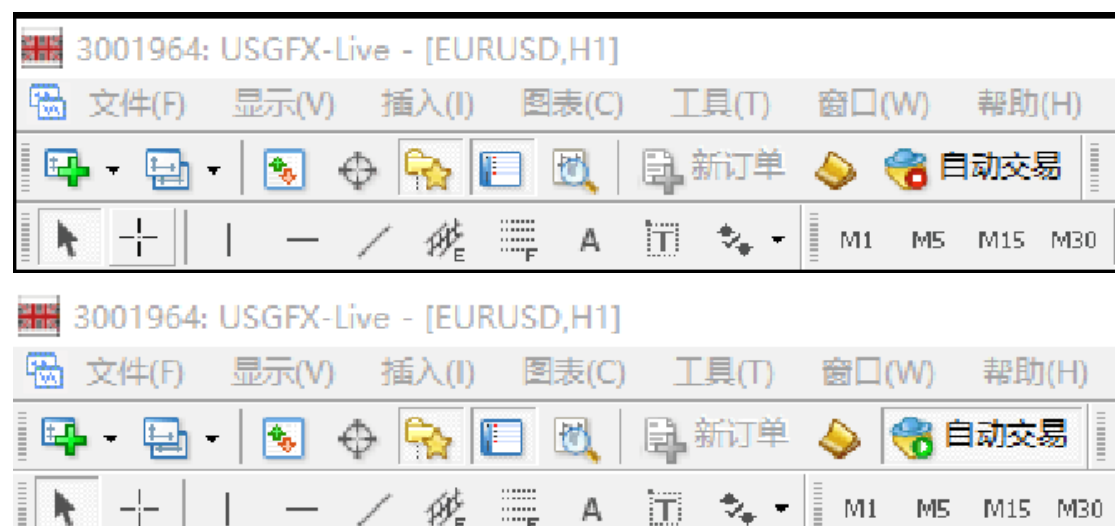 3001964: USGFX-Live - [EURUSD,H1]
文件(F) 显示(V) 插入(I) 图表(C) 工具(T) 窗口(W) 帮助(H)
新订单 自动交易
E F A T M1 M5 M15 M30
3001964: USGFX-Live - [EURUSD,H1]
文件(F) 显示(V) 插入(I) 图表(C) 工具(T) 窗口(W) 帮助(H)
新订单 自动交易
E F A T M1 M5 M15 M30